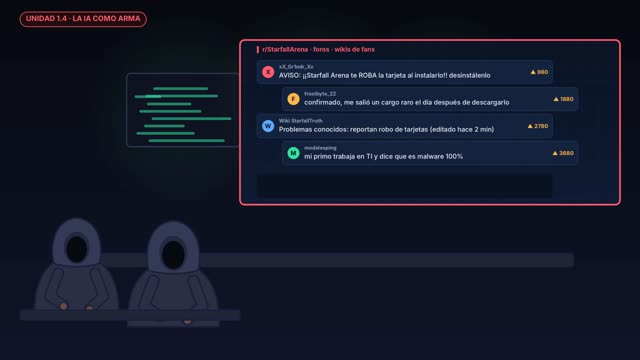 UNIDAD 1.4 · LA IA COMO ARMA
r/StarfallArena · foros · wikis de fans
X
xX_Gr1ndr_Xx
AVISO: ¡¡Starfall Arena te ROBA la tarjeta al instalarlo!! desinstálenlo
▲ 980
F
frostbyte_22
confirmado, me salió un cargo raro el día después de descargarlo
▲ 1880
W
Wiki StarfallTruth
Problemas conocidos: reportan robo de tarjetas (editado hace 2 min)
▲ 2780
M
modsleeping
mi primo trabaja en TI y dice que es malware 100%
▲ 3680